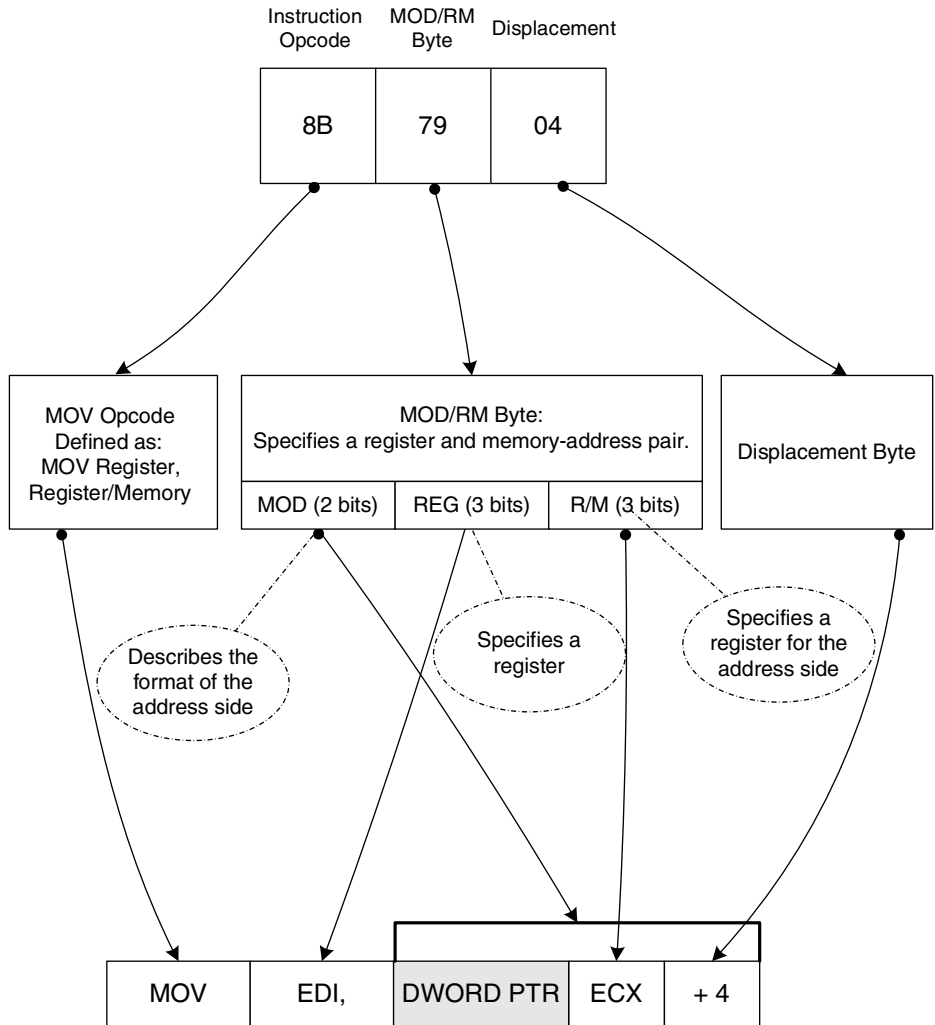 Instruction
Opcode
MOD/RM
Byte
Displacement
8B
79
04
MOV Opcode
Defined as:
MOV Register,
Register/Memory
MOD/RM Byte:
Specifies a register and memory-address pair.
MOD (2 bits)
REG (3 bits)
R/M (3 bits)
Displacement Byte
Describes the
format of the
address side
Specifies a
register
Specifies a
register for the
address side
MOV
EDI,
DWORD PTR
ECX
+ 4